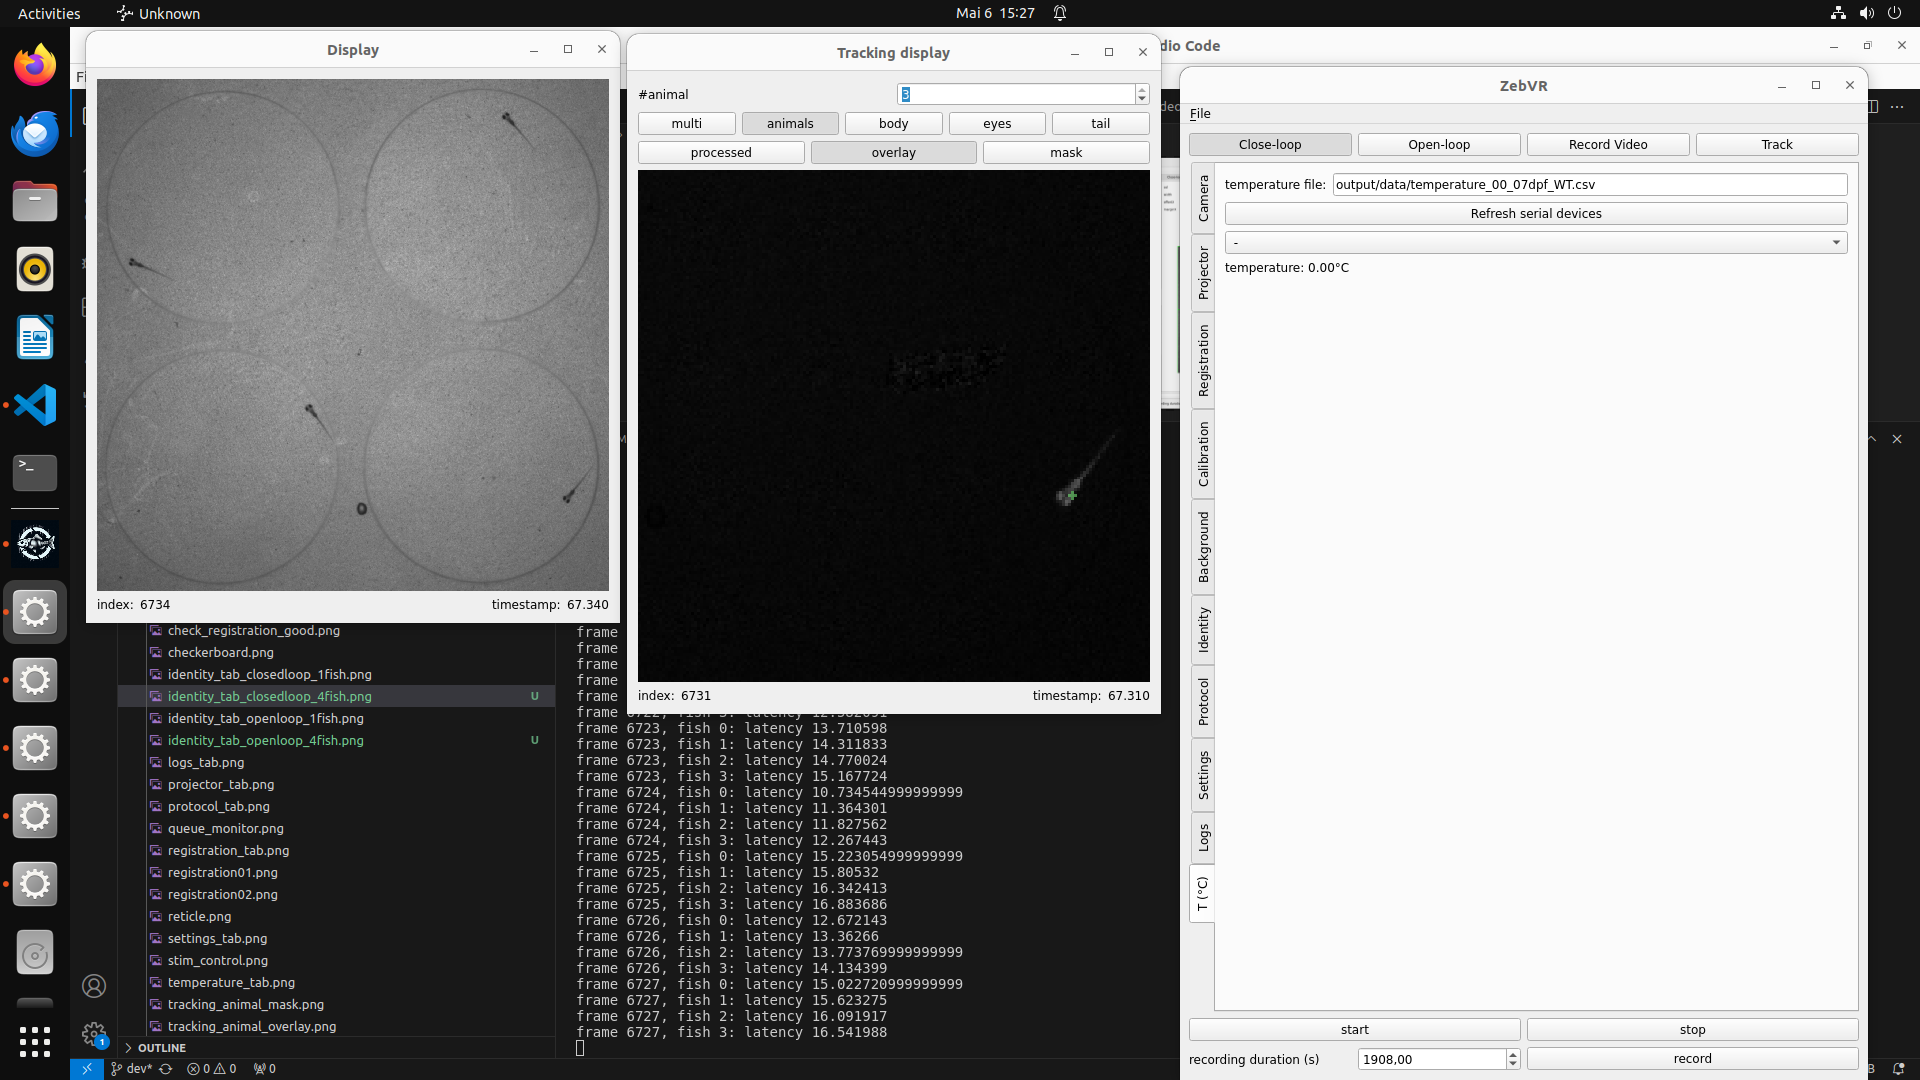 Activities
Unknown
Mai 6 15:27
Display
index: 6734
timestamp: 67.340
Tracking display
#animal
3
multi
animals
body
eyes
tail
processed
overlay
mask
index: 6731
timestamp: 67.310
dio Code
ZebVR
File
Close-loop
Open-loop
Record Video
Track
Camera
Projector
Registration
Calibration
Background
Identity
Protocol
Settings
Logs
T (°C)
temperature file: output/data/temperature_00_07dpf_WT.csv
Refresh serial devices
-
temperature: 0.00°C
start
stop
recording duration (s)
1908,00
record
check_registration_good.png
checkerboard.png
identity_tab_closedloop_1fish.png
identity_tab_closedloop_4fish.png U
identity_tab_openloop_1fish.png
identity_tab_openloop_4fish.png U
logs_tab.png
projector_tab.png
protocol_tab.png
queue_monitor.png
registration_tab.png
registration01.png
registration02.png
reticle.png
settings_tab.png
stim_control.png
temperature_tab.png
tracking_animal_mask.png
tracking_animal_overlay.png
OUTLINE
frame
frame
frame
frame
frame
frame 6723, fish 0: latency 13.710598
frame 6723, fish 1: latency 14.311833
frame 6723, fish 2: latency 14.770024
frame 6723, fish 3: latency 15.167724
frame 6724, fish 0: latency 10.734544999999999
frame 6724, fish 1: latency 11.364301
frame 6724, fish 2: latency 11.827562
frame 6724, fish 3: latency 12.267443
frame 6725, fish 0: latency 15.223054999999999
frame 6725, fish 1: latency 15.80532
frame 6725, fish 2: latency 16.342413
frame 6725, fish 3: latency 16.883686
frame 6726, fish 0: latency 12.672143
frame 6726, fish 1: latency 13.36266
frame 6726, fish 2: latency 13.773769999999999
frame 6726, fish 3: latency 14.134399
frame 6727, fish 0: latency 15.022720999999999
frame 6727, fish 1: latency 15.623275
frame 6727, fish 2: latency 16.091917
frame 6727, fish 3: latency 16.541988
dev*
0
0
0
1